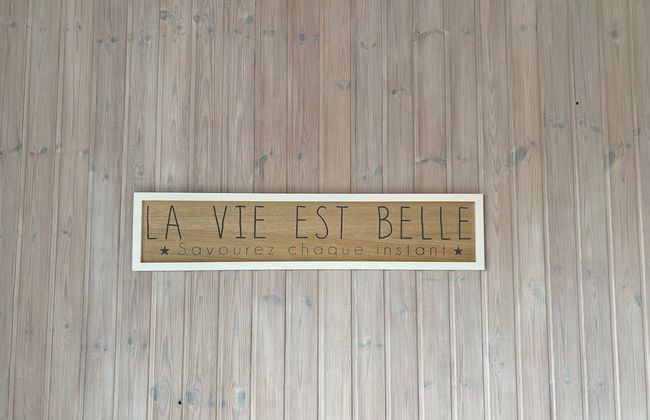 LA VIE EST BELLE
★ Savourez chaque instant ★